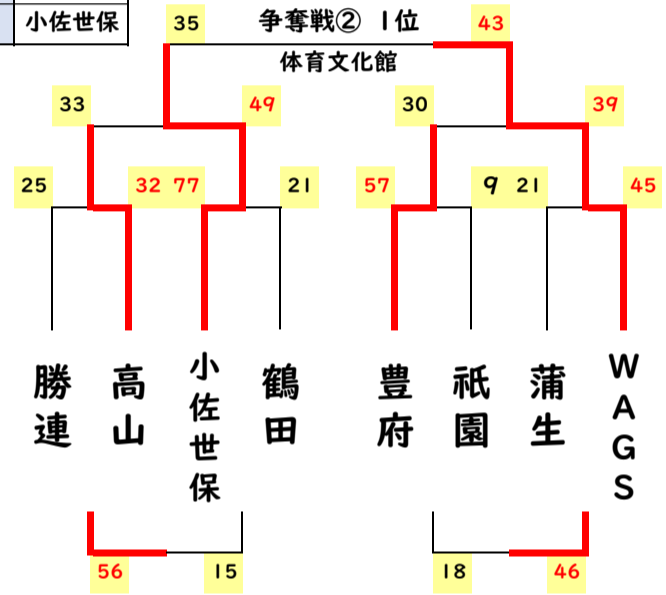 小佐世保
35 争奪戦② 1位 43
体育文化館
33 49 30 39
25 32 77 21 57 9 21 45
勝連 高山 小佐世保 鶴田 豊府 祇園 蒲生 WAGS
56 15 18 46